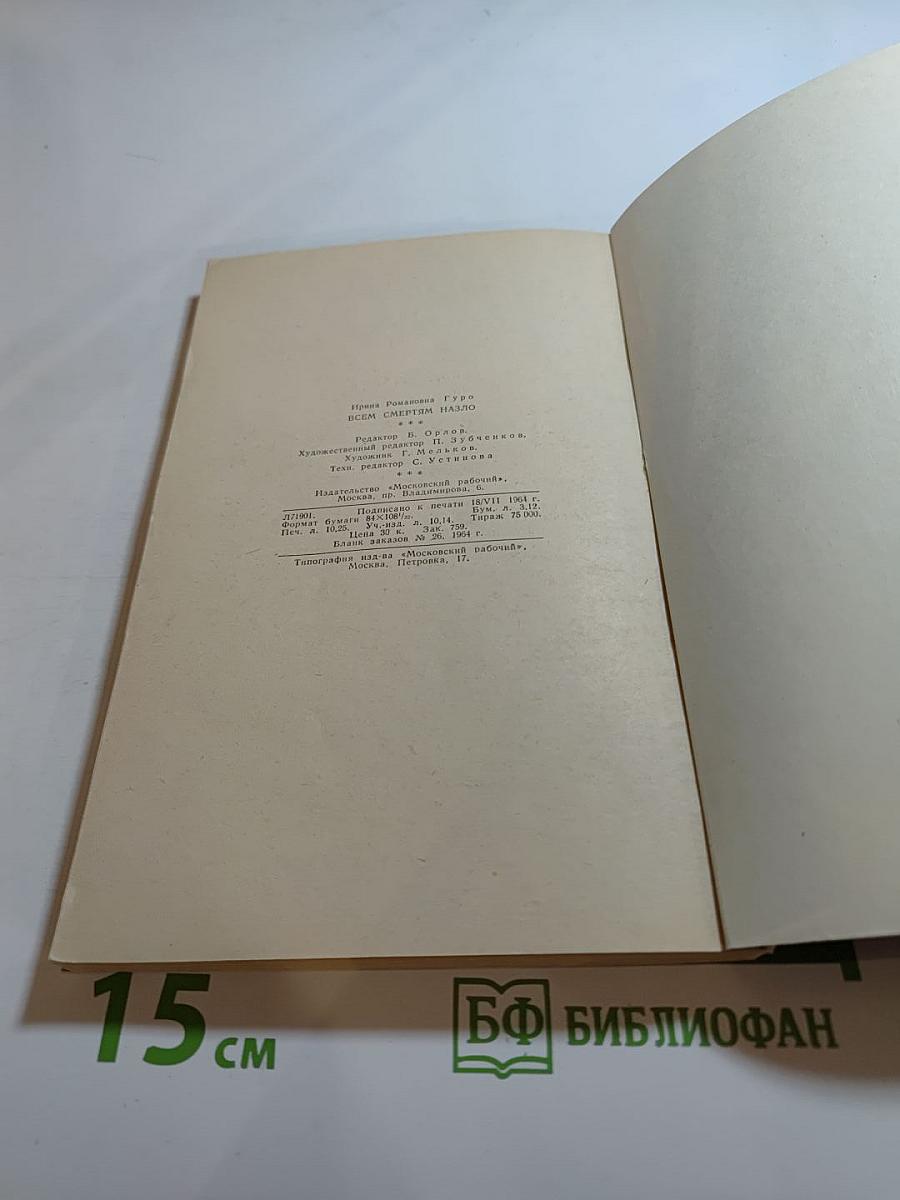 Ирина Романовна Гуро
ВСЕМ СМЕРТЯМ НАЗЛО
* * *
Редактор Б. Орлов.
Художественный редактор П. Зубченков.
Художник Г. Мельков.
Техн. редактор С. Устинова
* * *
Издательство «Московский рабочий»,
Москва, пр. Владимирова, 6.
Л71901. Подписано к печати 18/VII 1964 г.
Формат бумаги 84×108¹/₃₂. Бум. л. 3,12.
Печ. л. 10,25. Уч.-изд. л. 10,14. Тираж 75 000.
Цена 30 к. Зак. 759.
Бланк заказов № 26, 1964 г.
Типография изд-ва «Московский рабочий»,
Москва, Петровка, 17.
15 см
БФ БИБЛИОФАН